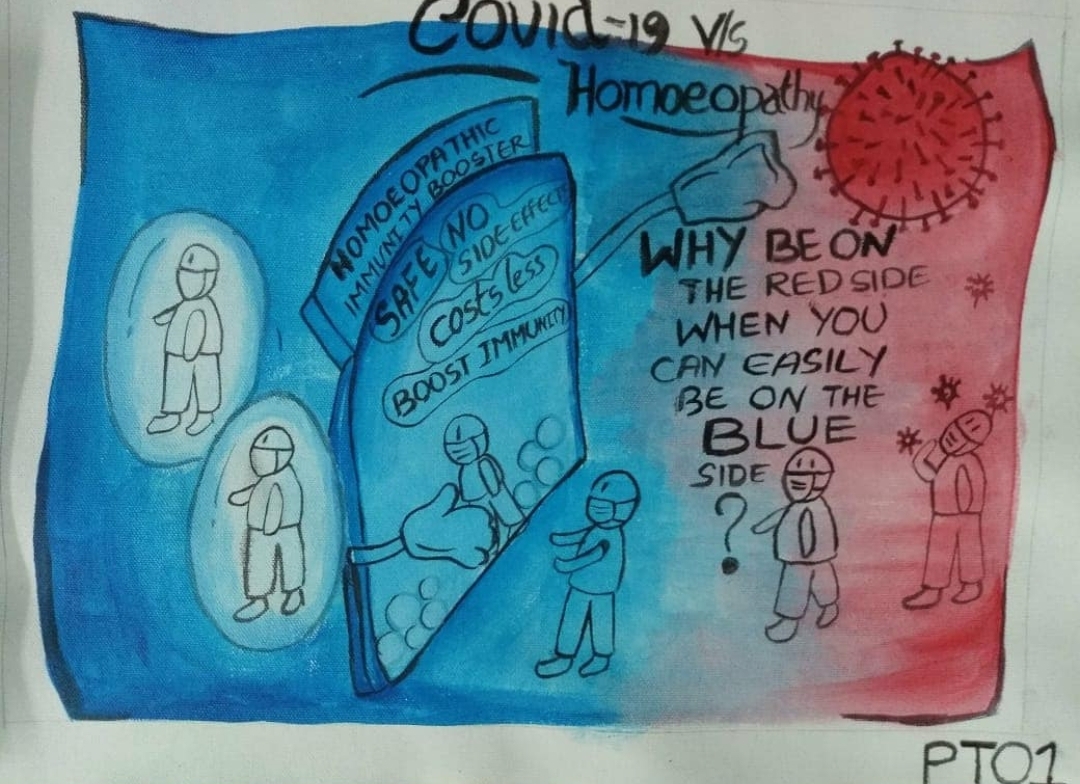 Covid-19 v/s
Homoeopathy
HOMOEOPATHIC
IMMUNITY BOOSTER
SAFE
NO
SIDE-EFFECTS
Costs less
BOOST IMMUNITY
WHY BE ON
THE RED SIDE
WHEN YOU
CAN EASILY
BE ON THE
BLUE
SIDE
?
PT01